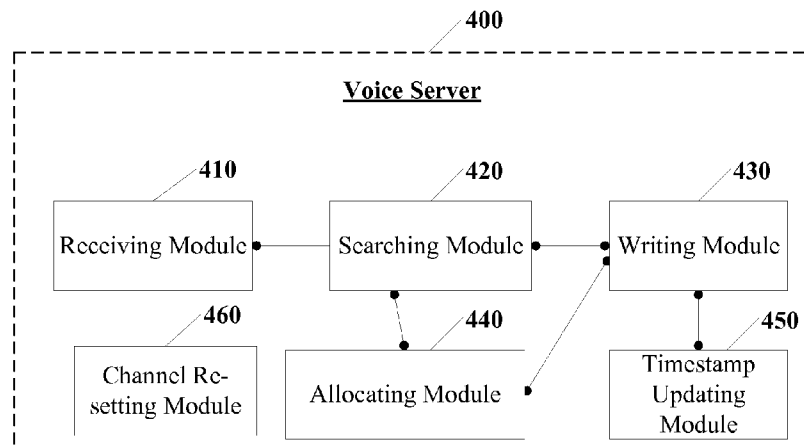 400
Voice Server
410
420
430
Receiving Module
Searching Module
Writing Module
460
440
450
Channel Re-
setting Module
Allocating Module
Timestamp
Updating
Module